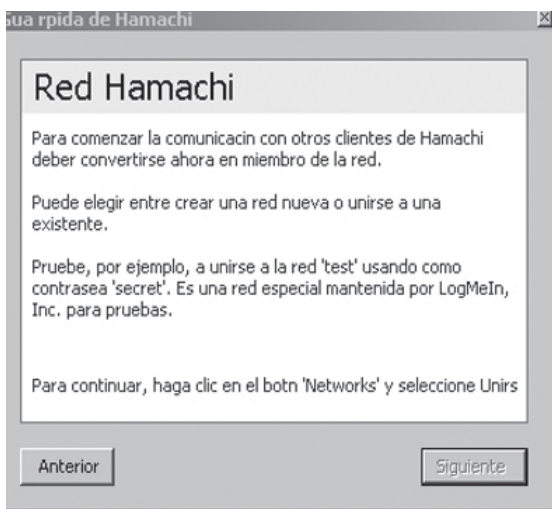 Gua rpida de Hamachi
Red Hamachi
Para comenzar la comunicacin con otros clientes de Hamachi
deber convertirse ahora en miembro de la red.
Puede elegir entre crear una red nueva o unirse a una
existente.
Pruebe, por ejemplo, a unirse a la red 'test' usando como
contrasea 'secret'. Es una red especial mantenida por LogMeIn,
Inc. para pruebas.
Para continuar, haga clic en el botn 'Networks' y seleccione Unirs
Anterior
Siguiente